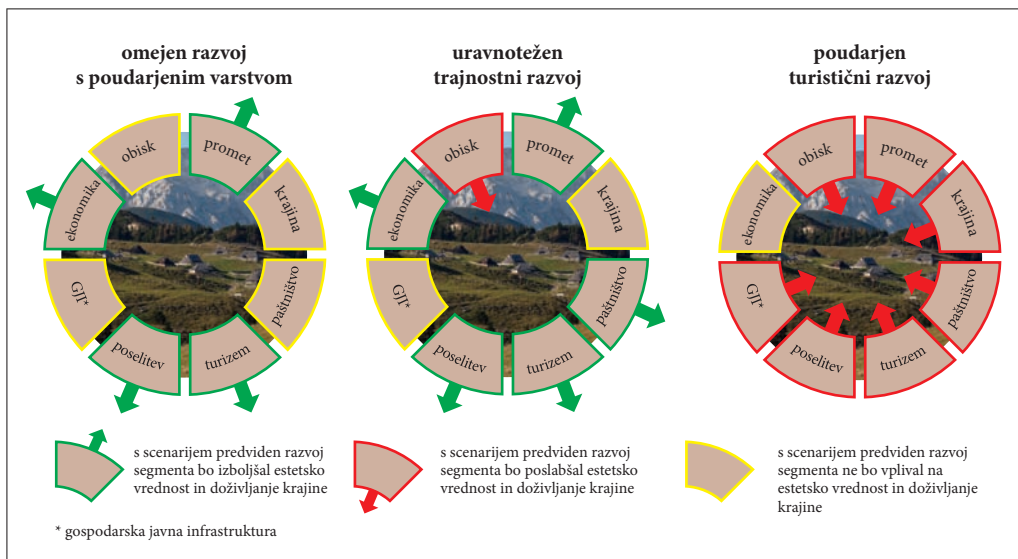 omejen razvoj
s poudarjenim varstvom
obisk
promet
krajina
paštništvo
turizem
poselitev
GJI*
ekonomika
uravnotežen
trajnostni razvoj
obisk
promet
krajina
paštništvo
turizem
poselitev
GJI*
ekonomika
poudarjen
turistični razvoj
obisk
promet
krajina
paštništvo
turizem
poselitev
GJI*
ekonomika
s scenarijem predviden razvoj
segmenta bo izboljšal estetsko
vrednost in doživljanje krajine
s scenarijem predviden razvoj
segmenta bo poslabšal estetsko
vrednost in doživljanje krajine
s scenarijem predviden razvoj
segmenta ne bo vplival na
estetsko vrednost in doživljanje
krajine
* gospodarska javna infrastruktura